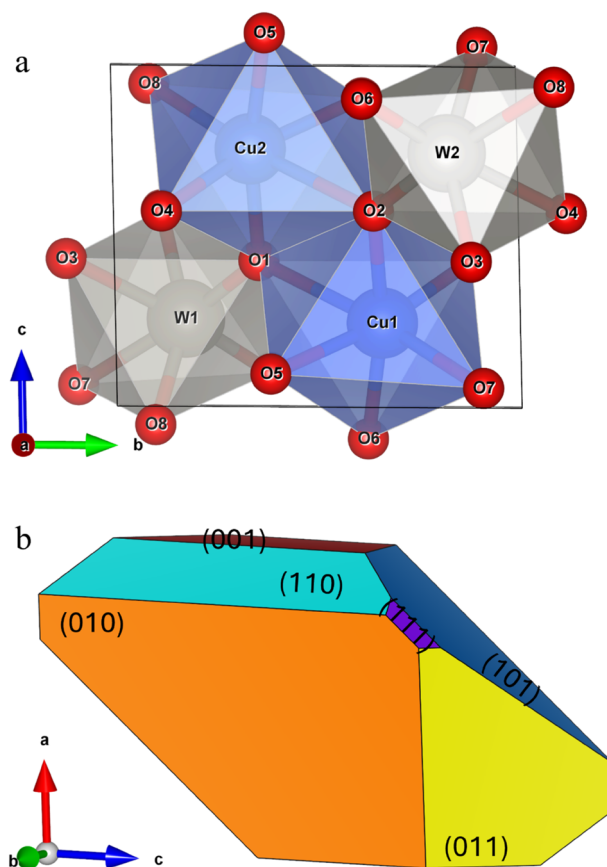 a
O5
O7
O8
O6
O8
Cu2
W2
O4
O2
O4
O3
O1
O3
W1
Cu1
c
O5
O7
O7
O8
O6
a
b
b
(001)
(110)
(010)
(111)
(101)
a
b
c
(011)